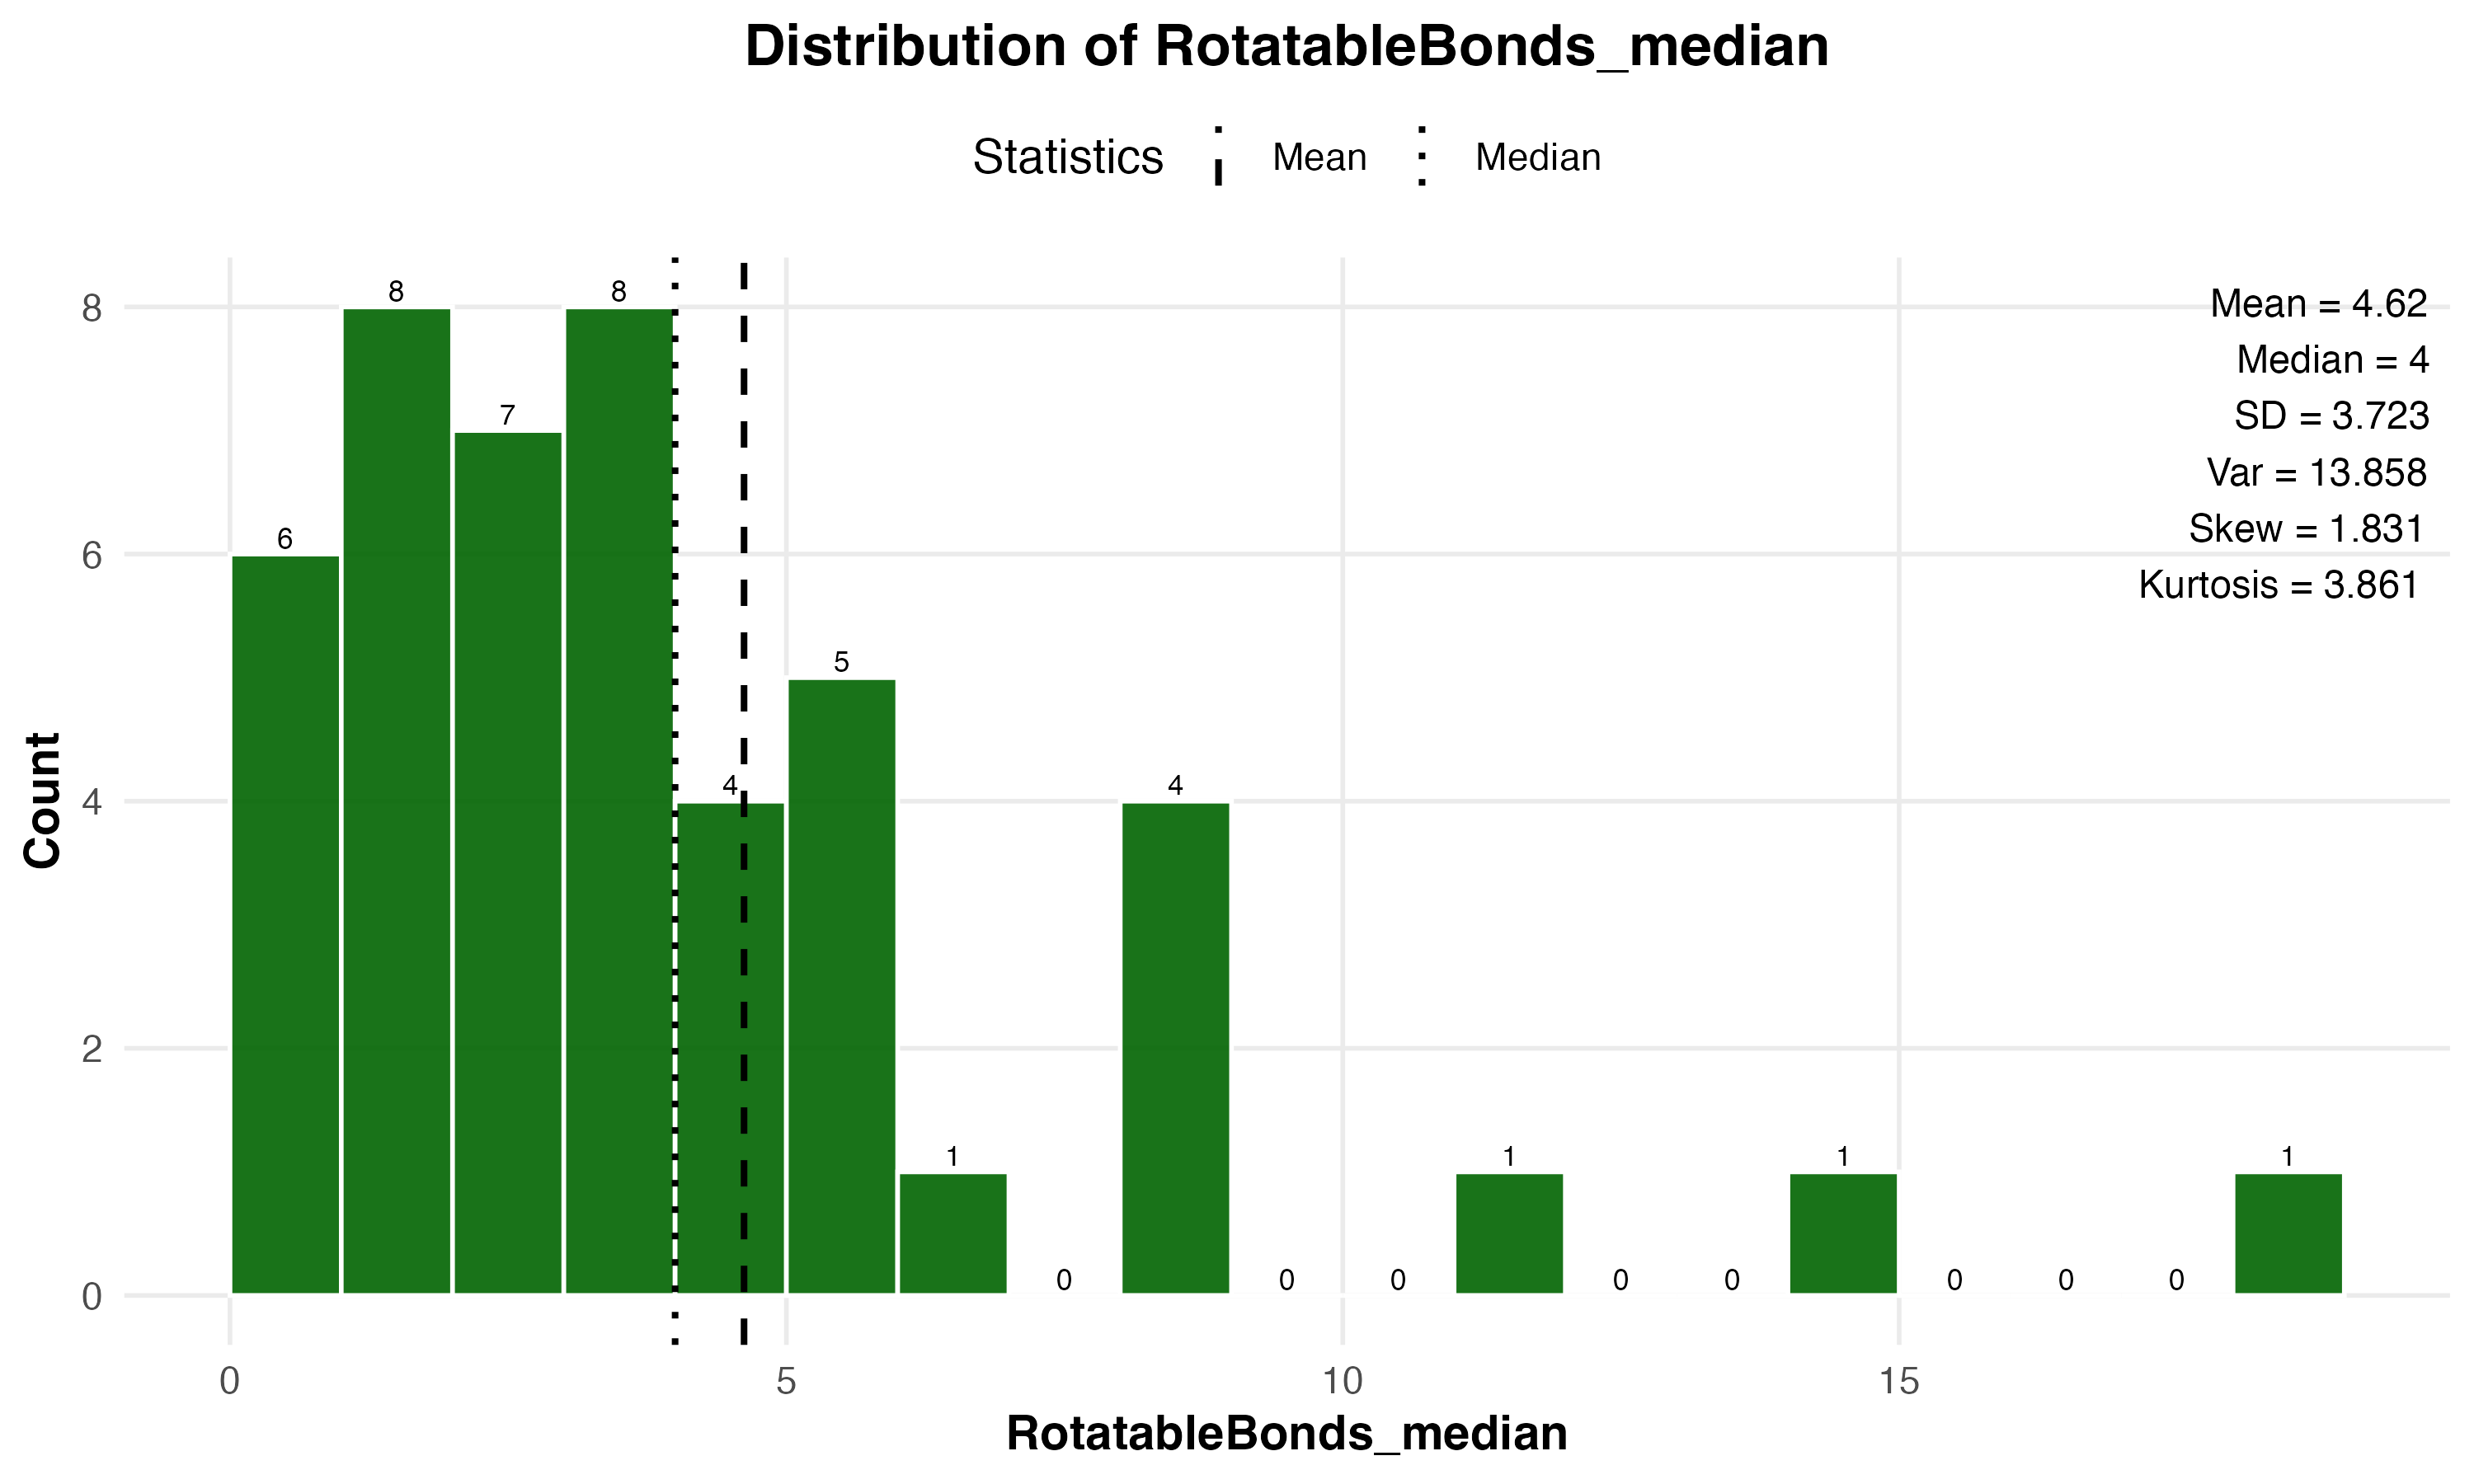 Distribution of RotatableBonds_median
Statistics Mean Median
Mean = 4.62
Median = 4
SD = 3.723
Var = 13.858
Skew = 1.831
Kurtosis = 3.861
Count
8
6
4
2
0
6
8
7
8
4
5
1
0
4
0
0
1
0
0
1
0
0
0
1
0 5 10 15
RotatableBonds_median